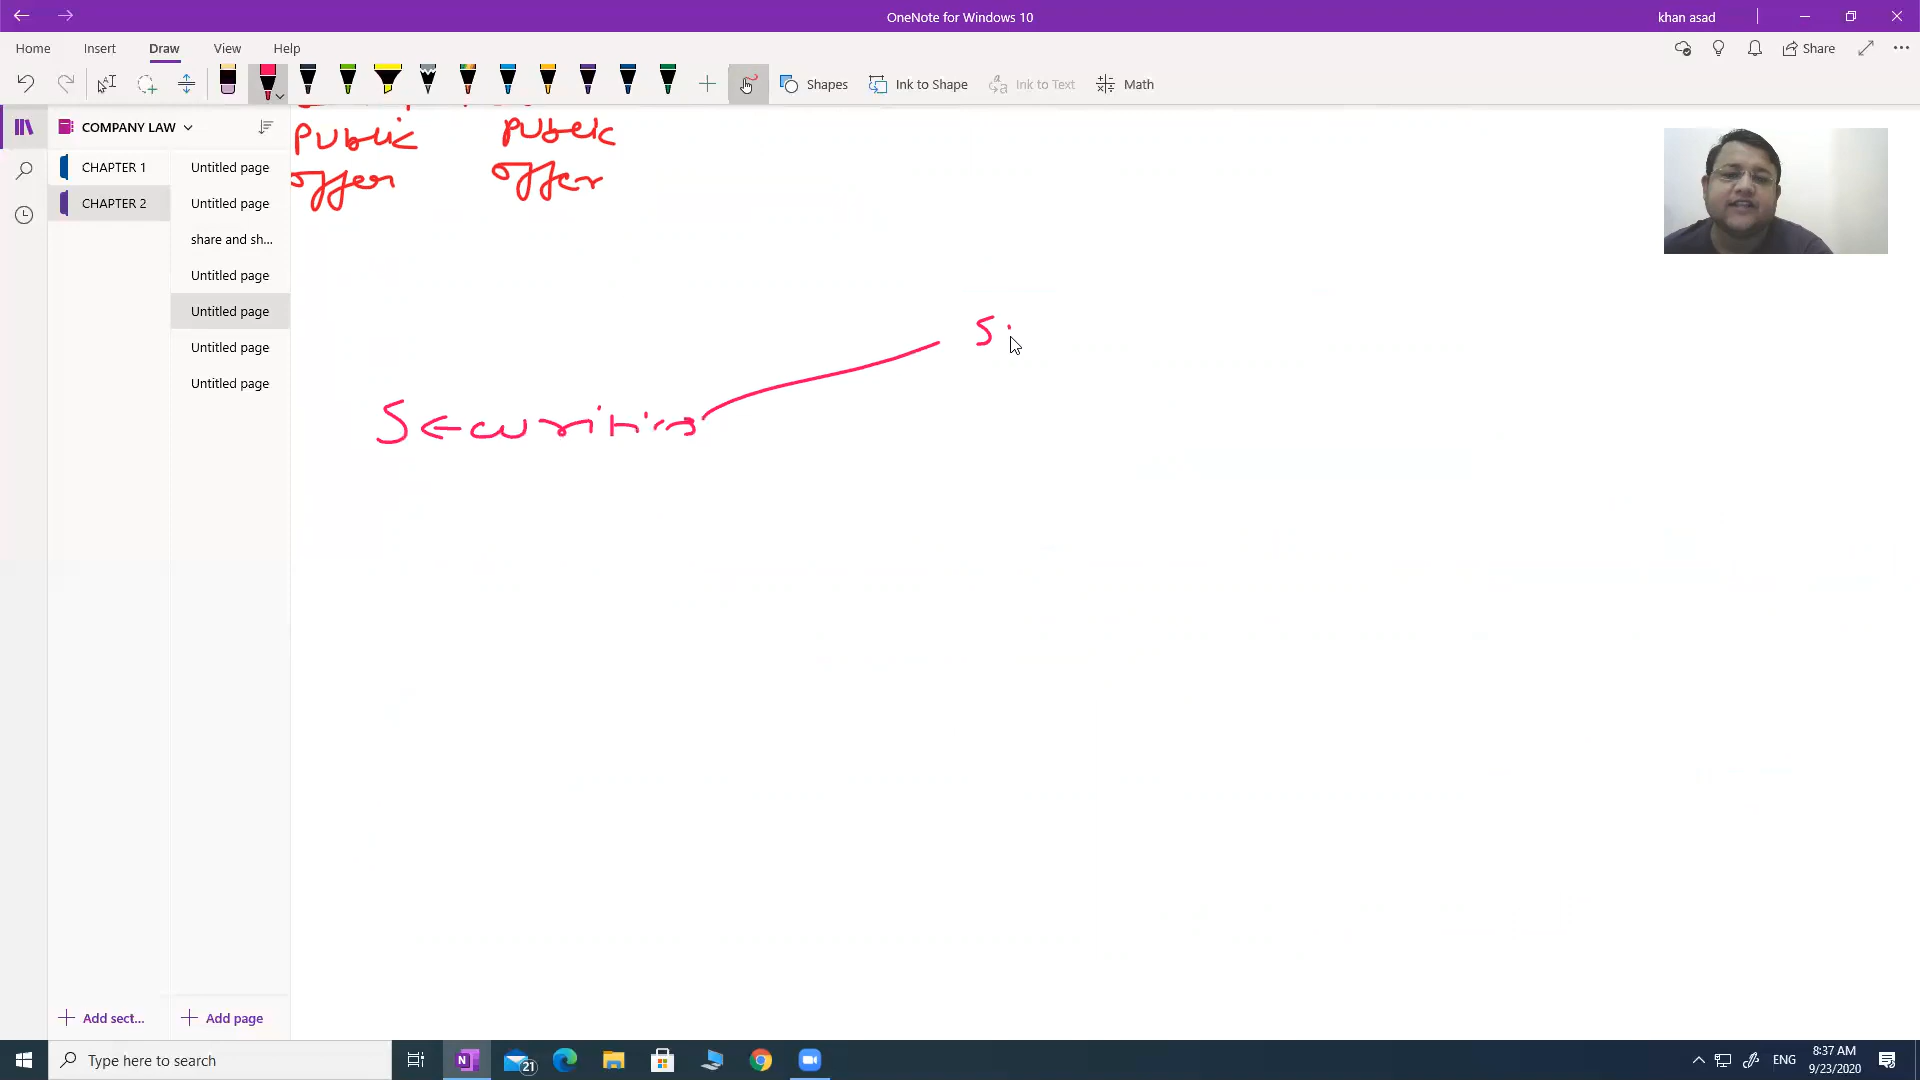 OneNote for Windows 10
khan asad
Home Insert Draw View Help
Share
Shapes Ink to Shape Ink to Text Math
COMPANY LAW
CHAPTER 1
CHAPTER 2
Untitled page
Untitled page
share and sh...
Untitled page
Untitled page
Untitled page
Untitled page
Public Public
offer offer
S
Securities
Add sect...
Add page
Type here to search
21
ENG
8:37 AM
9/23/2020